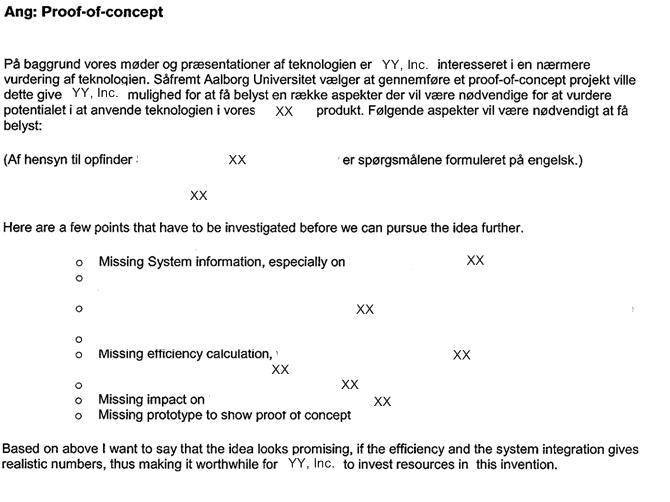 Ang: Proof-of-concept
På baggrund vores møder og præsentationer af teknologien er YY, Inc. interesseret i en nærmere
vurdering af teknologien. Såfremt Aalborg Universitet vælger at gennemføre et proof-of-concept projekt ville
dette give YY, Inc. mulighed for at få belyst en række aspekter der vil være nødvendige for at vurdere
potentialet i at anvende teknologien i vores XX produkt. Følgende aspekter vil være nødvendigt at få
belyst:
(Af hensyn til opfinder XX er spørgsmålene formuleret på engelsk.)
XX
Here are a few points that have to be investigated before we can pursue the idea further.
o Missing System information, especially on XX
o
o XX
o
o Missing efficiency calculation, XX
XX
o XX
o Missing impact on XX
o Missing prototype to show proof of concept
Based on above I want to say that the idea looks promising, if the efficiency and the system integration gives
realistic numbers, thus making it worthwhile for YY, Inc. to invest resources in this invention.